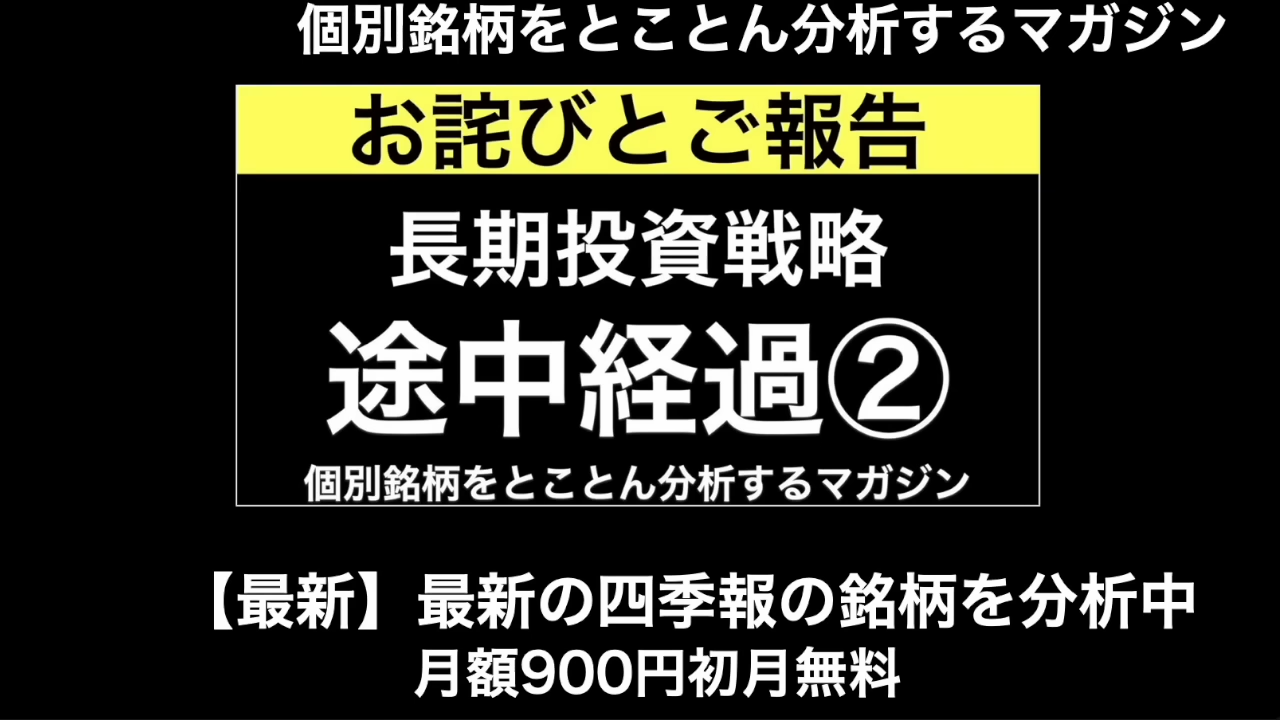 個別銘柄をとことん分析するマガジン
お詫びとご報告
長期投資戦略
途中経過②
個別銘柄をとことん分析するマガジン
【最新】最新の四季報の銘柄を分析中
月額900円初月無料